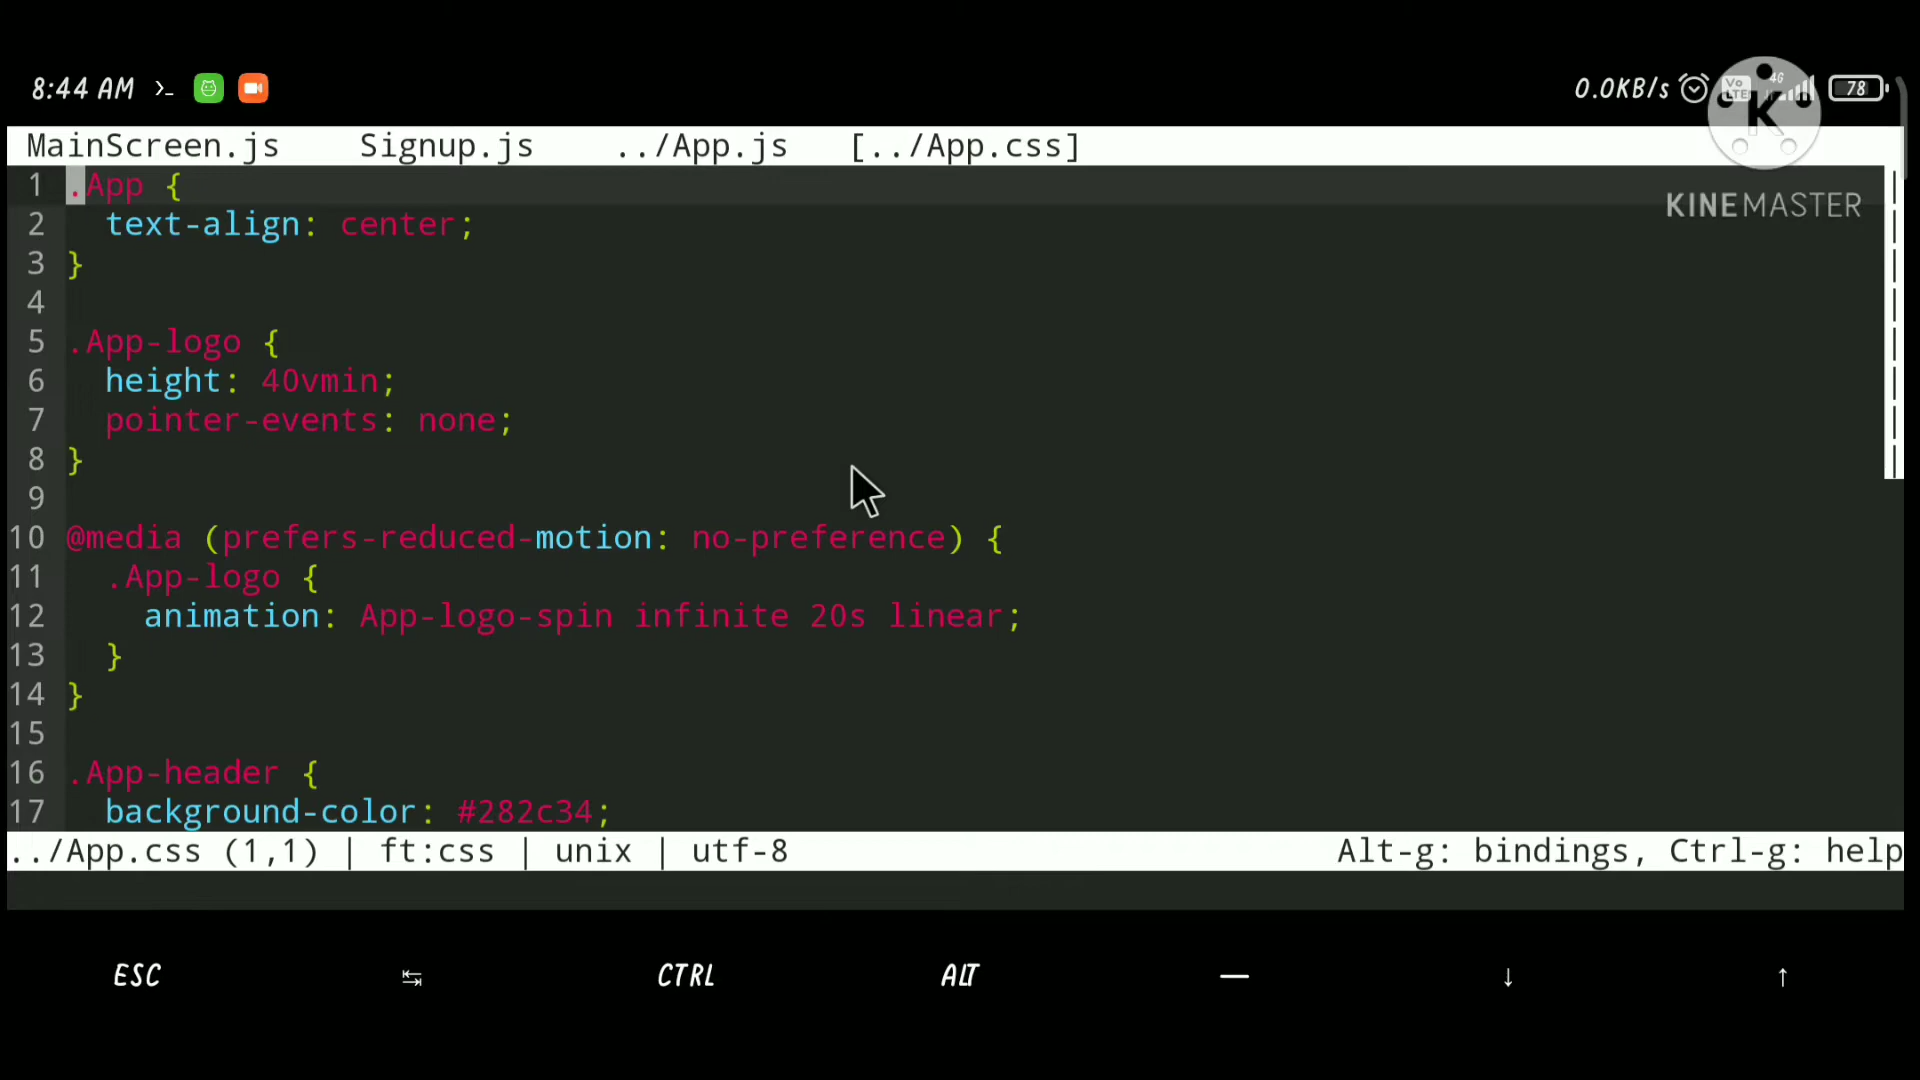 8:44 AM >_ 0.0KB/s Vo LTE 4G 78
K
KINEMASTER
MainScreen.js Signup.js ../App.js [../App.css]
1 .App {
2 text-align: center;
3 }
4
5 .App-logo {
6 height: 40vmin;
7 pointer-events: none;
8 }
9
10 @media (prefers-reduced-motion: no-preference) {
11 .App-logo {
12 animation: App-logo-spin infinite 20s linear;
13 }
14 }
15
16 .App-header {
17 background-color: #282c34;
../App.css (1,1) | ft:css | unix | utf-8 Alt-g: bindings, Ctrl-g: help
ESC ↹ CTRL ALT — ↓ ↑